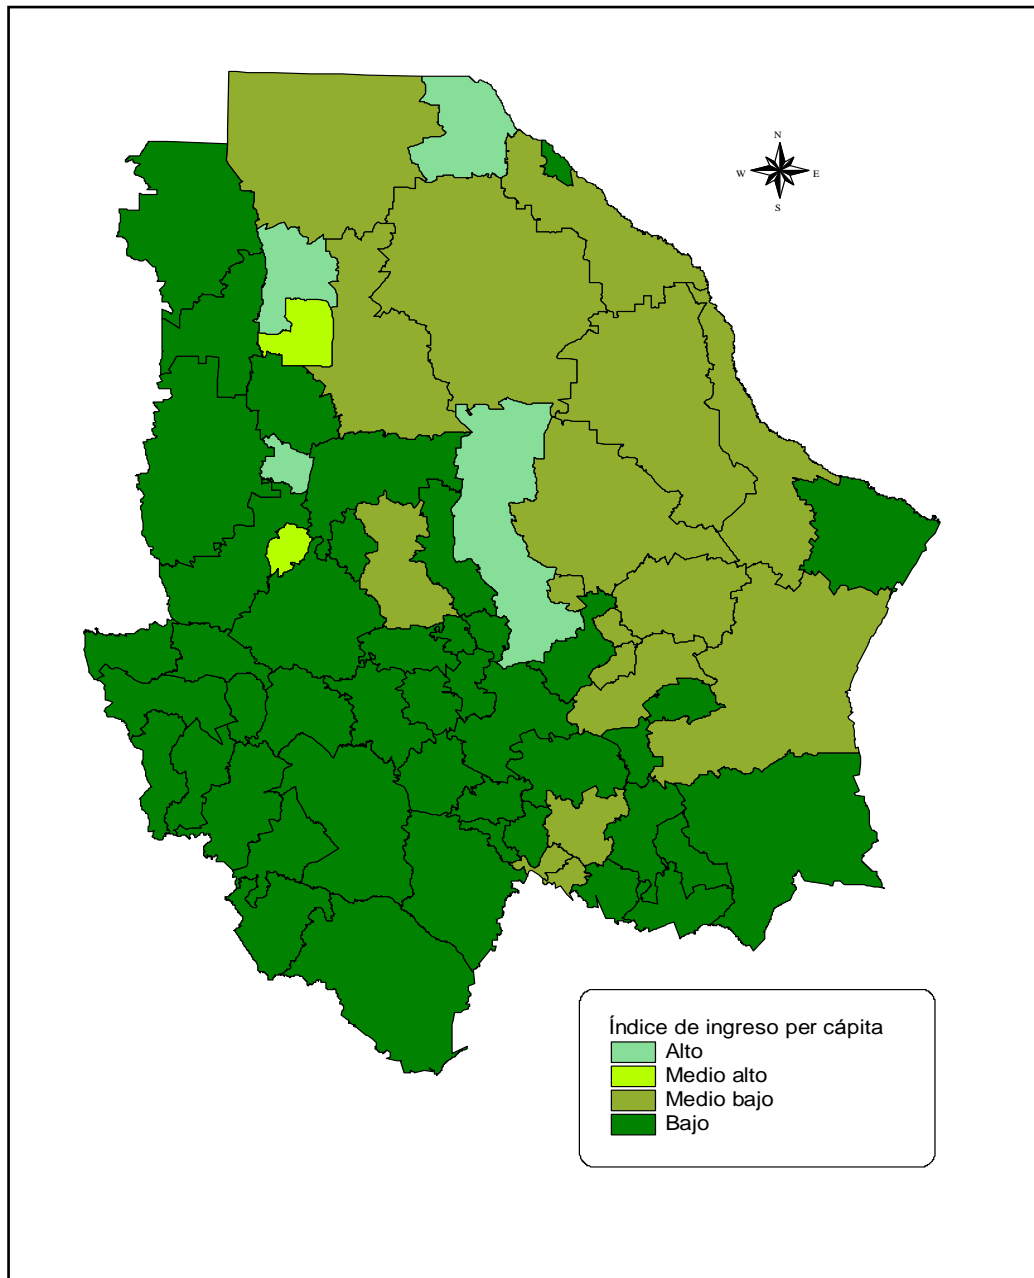 N
W E
S
Índice de ingreso per cápita
Alto
Medio alto
Medio bajo
Bajo